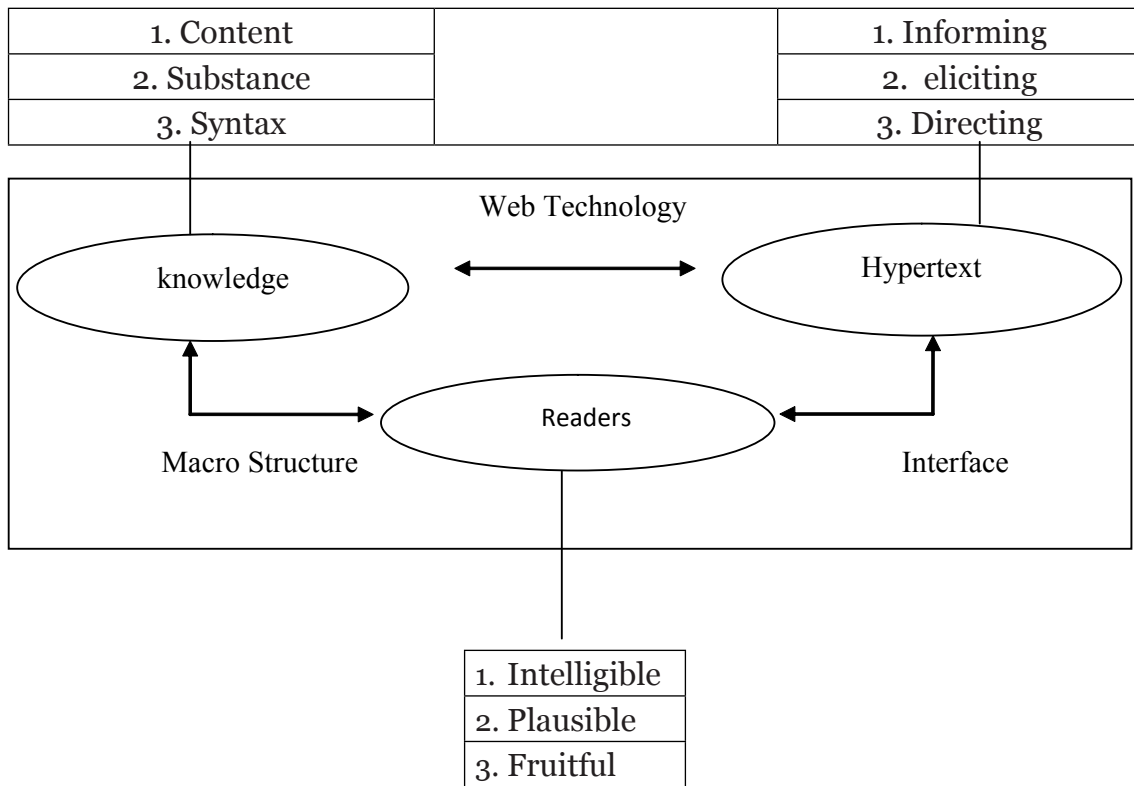 1. Content
2. Substance
3. Syntax
1. Informing
2. eliciting
3. Directing
Web Technology
knowledge
Hypertext
Readers
Macro Structure
Interface
1. Intelligible
2. Plausible
3. Fruitful